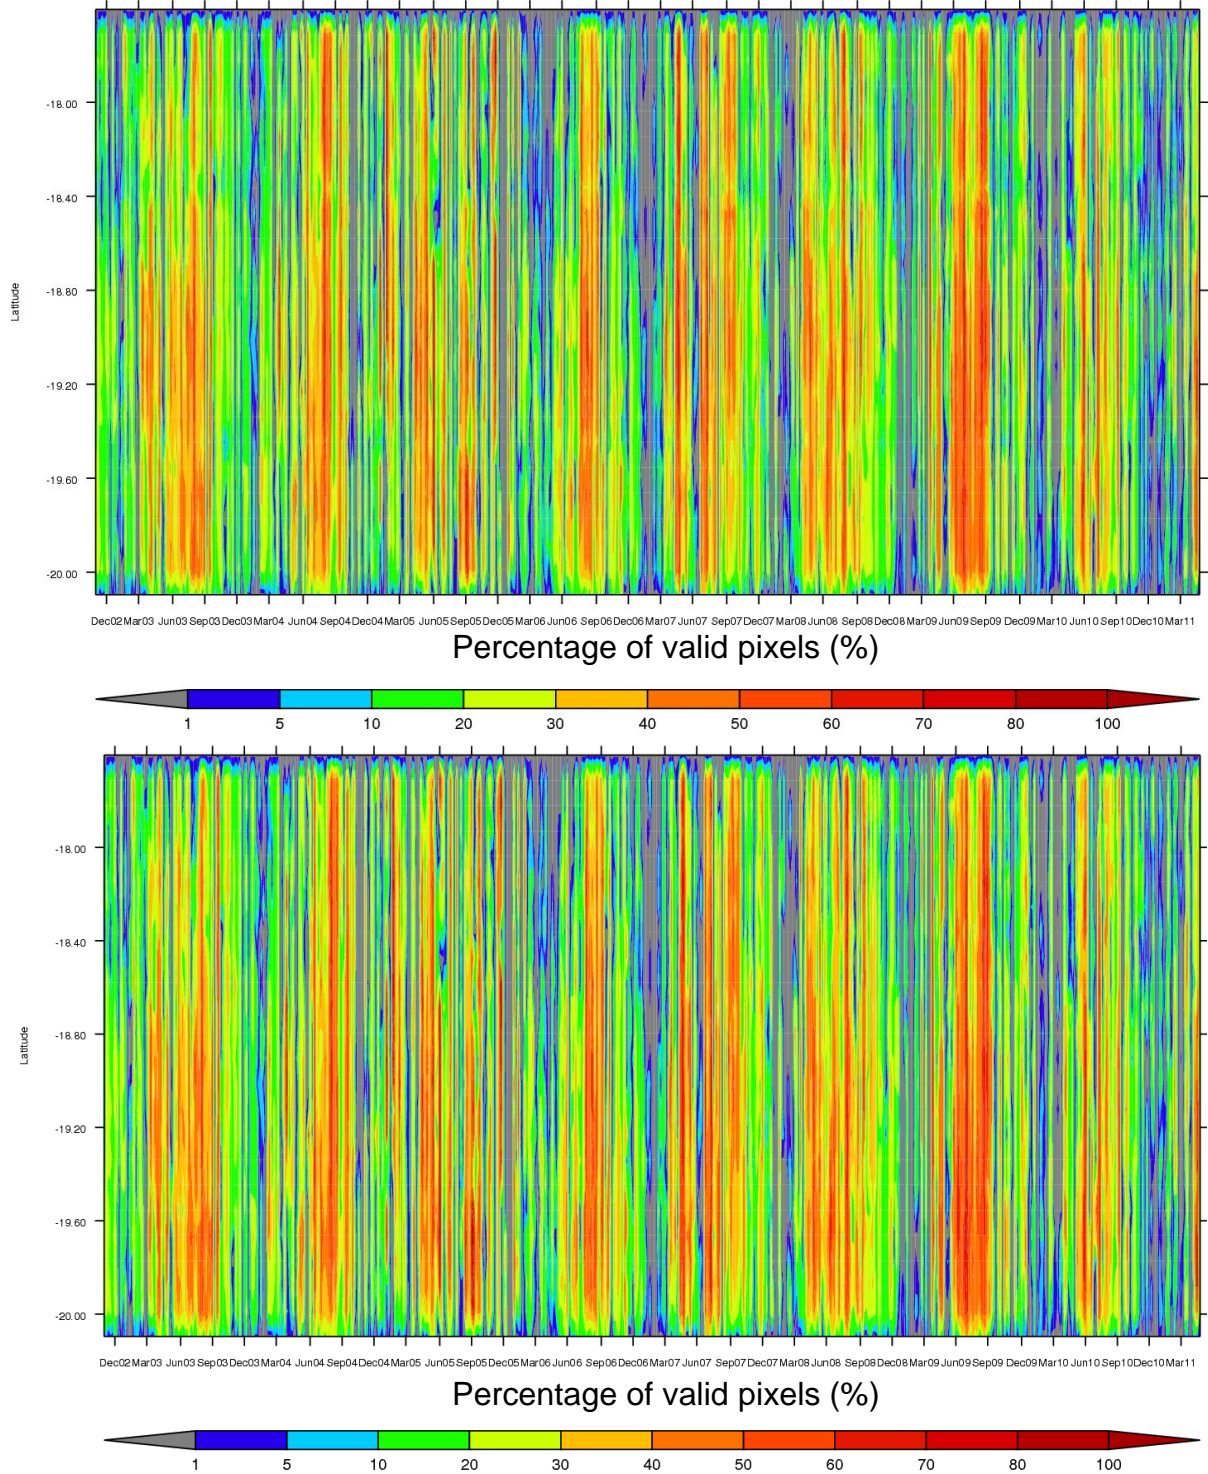 -18.00
-18.40
-18.80
Latitude
-19.20
-19.60
-20.00
Dec02 Mar03 Jun03 Sep03 Dec03 Mar04 Jun04 Sep04 Dec04 Mar05 Jun05 Sep05 Dec05 Mar06 Jun06 Sep06 Dec06 Mar07 Jun07 Sep07 Dec07 Mar08 Jun08 Sep08 Dec08 Mar09 Jun09 Sep09 Dec09 Mar10 Jun10 Sep10 Dec10 Mar11
Percentage of valid pixels (%)
1 5 10 20 30 40 50 60 70 80 100
-18.00
-18.40
-18.80
Latitude
-19.20
-19.60
-20.00
Dec02 Mar03 Jun03 Sep03 Dec03 Mar04 Jun04 Sep04 Dec04 Mar05 Jun05 Sep05 Dec05 Mar06 Jun06 Sep06 Dec06 Mar07 Jun07 Sep07 Dec07 Mar08 Jun08 Sep08 Dec08 Mar09 Jun09 Sep09 Dec09 Mar10 Jun10 Sep10 Dec10 Mar11
Percentage of valid pixels (%)
1 5 10 20 30 40 50 60 70 80 100